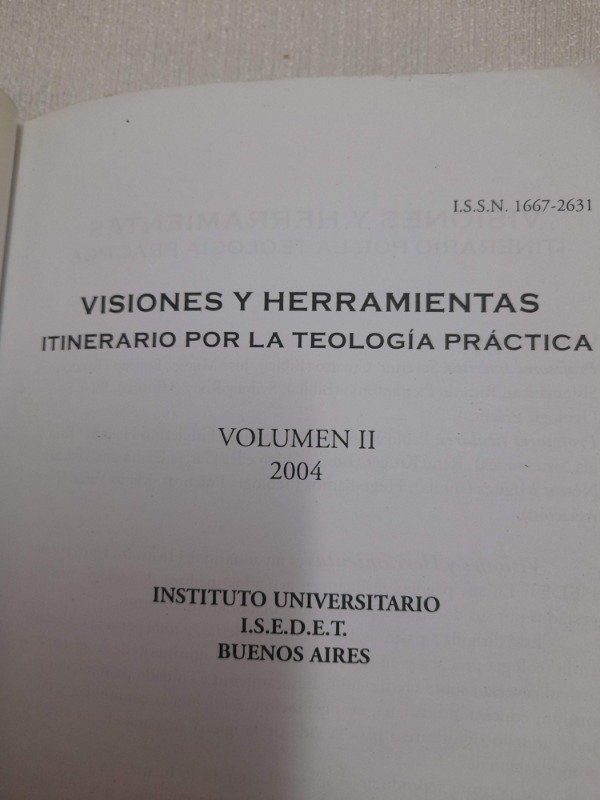 I.S.S.N. 1667-2631
VISIONES Y HERRAMIENTAS
ITINERARIO POR LA TEOLOGÍA PRÁCTICA
VOLUMEN II
2004
INSTITUTO UNIVERSITARIO
I.S.E.D.E.T.
BUENOS AIRES